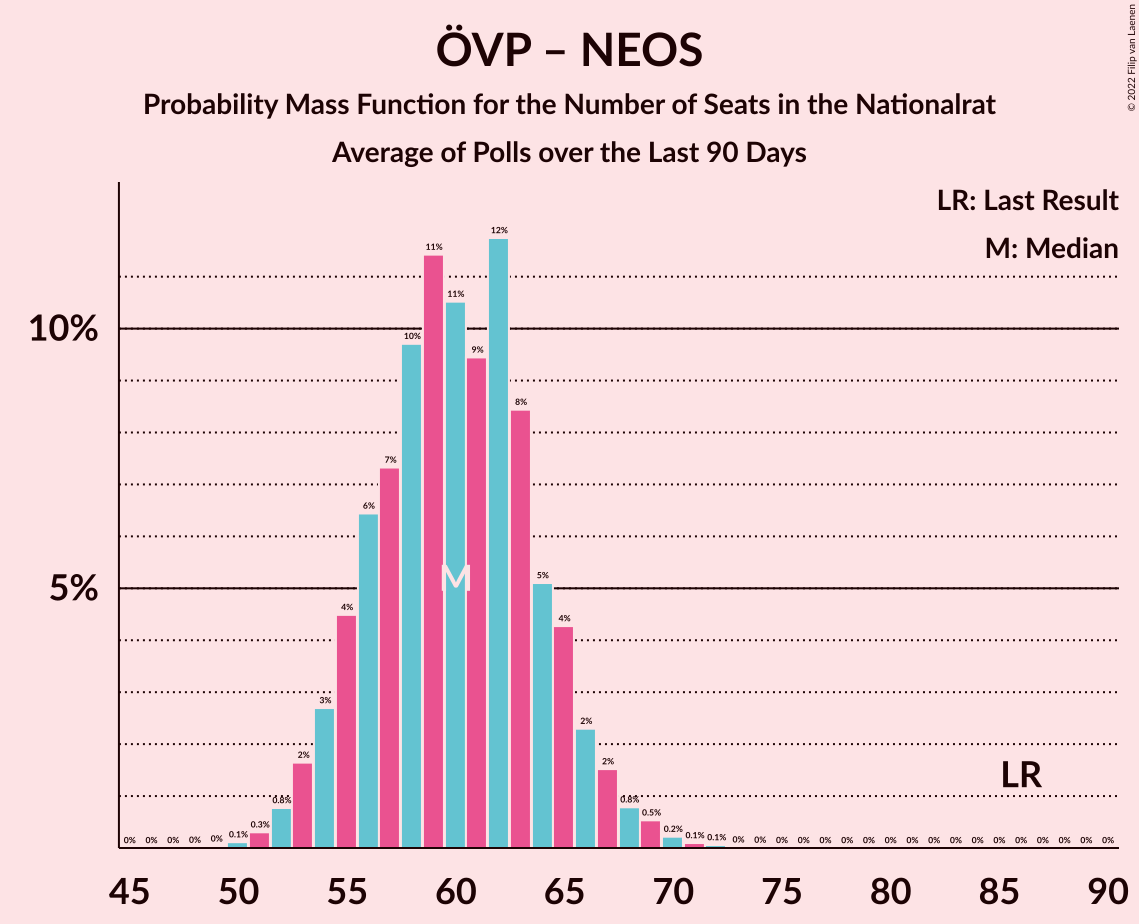 ÖVP – NEOS
Probability Mass Function for the Number of Seats in the Nationalrat
Average of Polls over the Last 90 Days
© 2022 Filip van Laenen
LR: Last Result
M: Median
10%
5%
0% 0% 0% 0% 0% 0.1% 0.3% 0.8% 2% 3% 4% 6% 7% 10% 11% 11% 9% 12% 8% 5% 4% 2% 2% 0.8% 0.5% 0.2% 0.1% 0.1% 0% 0% 0% 0% 0% 0% 0% 0% 0% 0% 0% 0% 0% 0% 0% 0% 0% 0%
M
LR
45 50 55 60 65 70 75 80 85 90